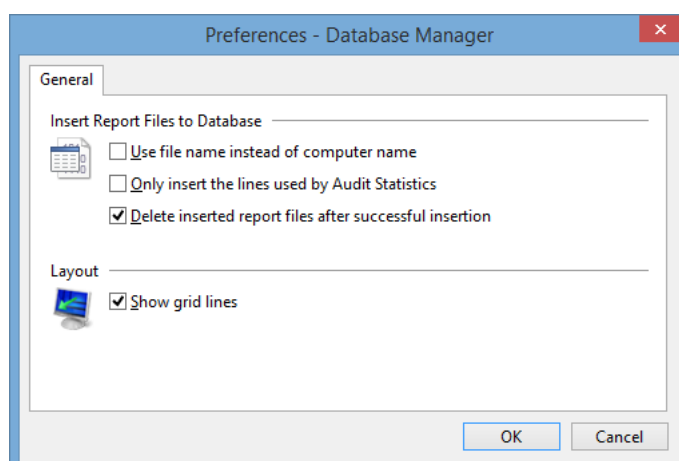 Preferences - Database Manager
General
Insert Report Files to Database
Use file name instead of computer name
Only insert the lines used by Audit Statistics
Delete inserted report files after successful insertion
Layout
Show grid lines
OK Cancel